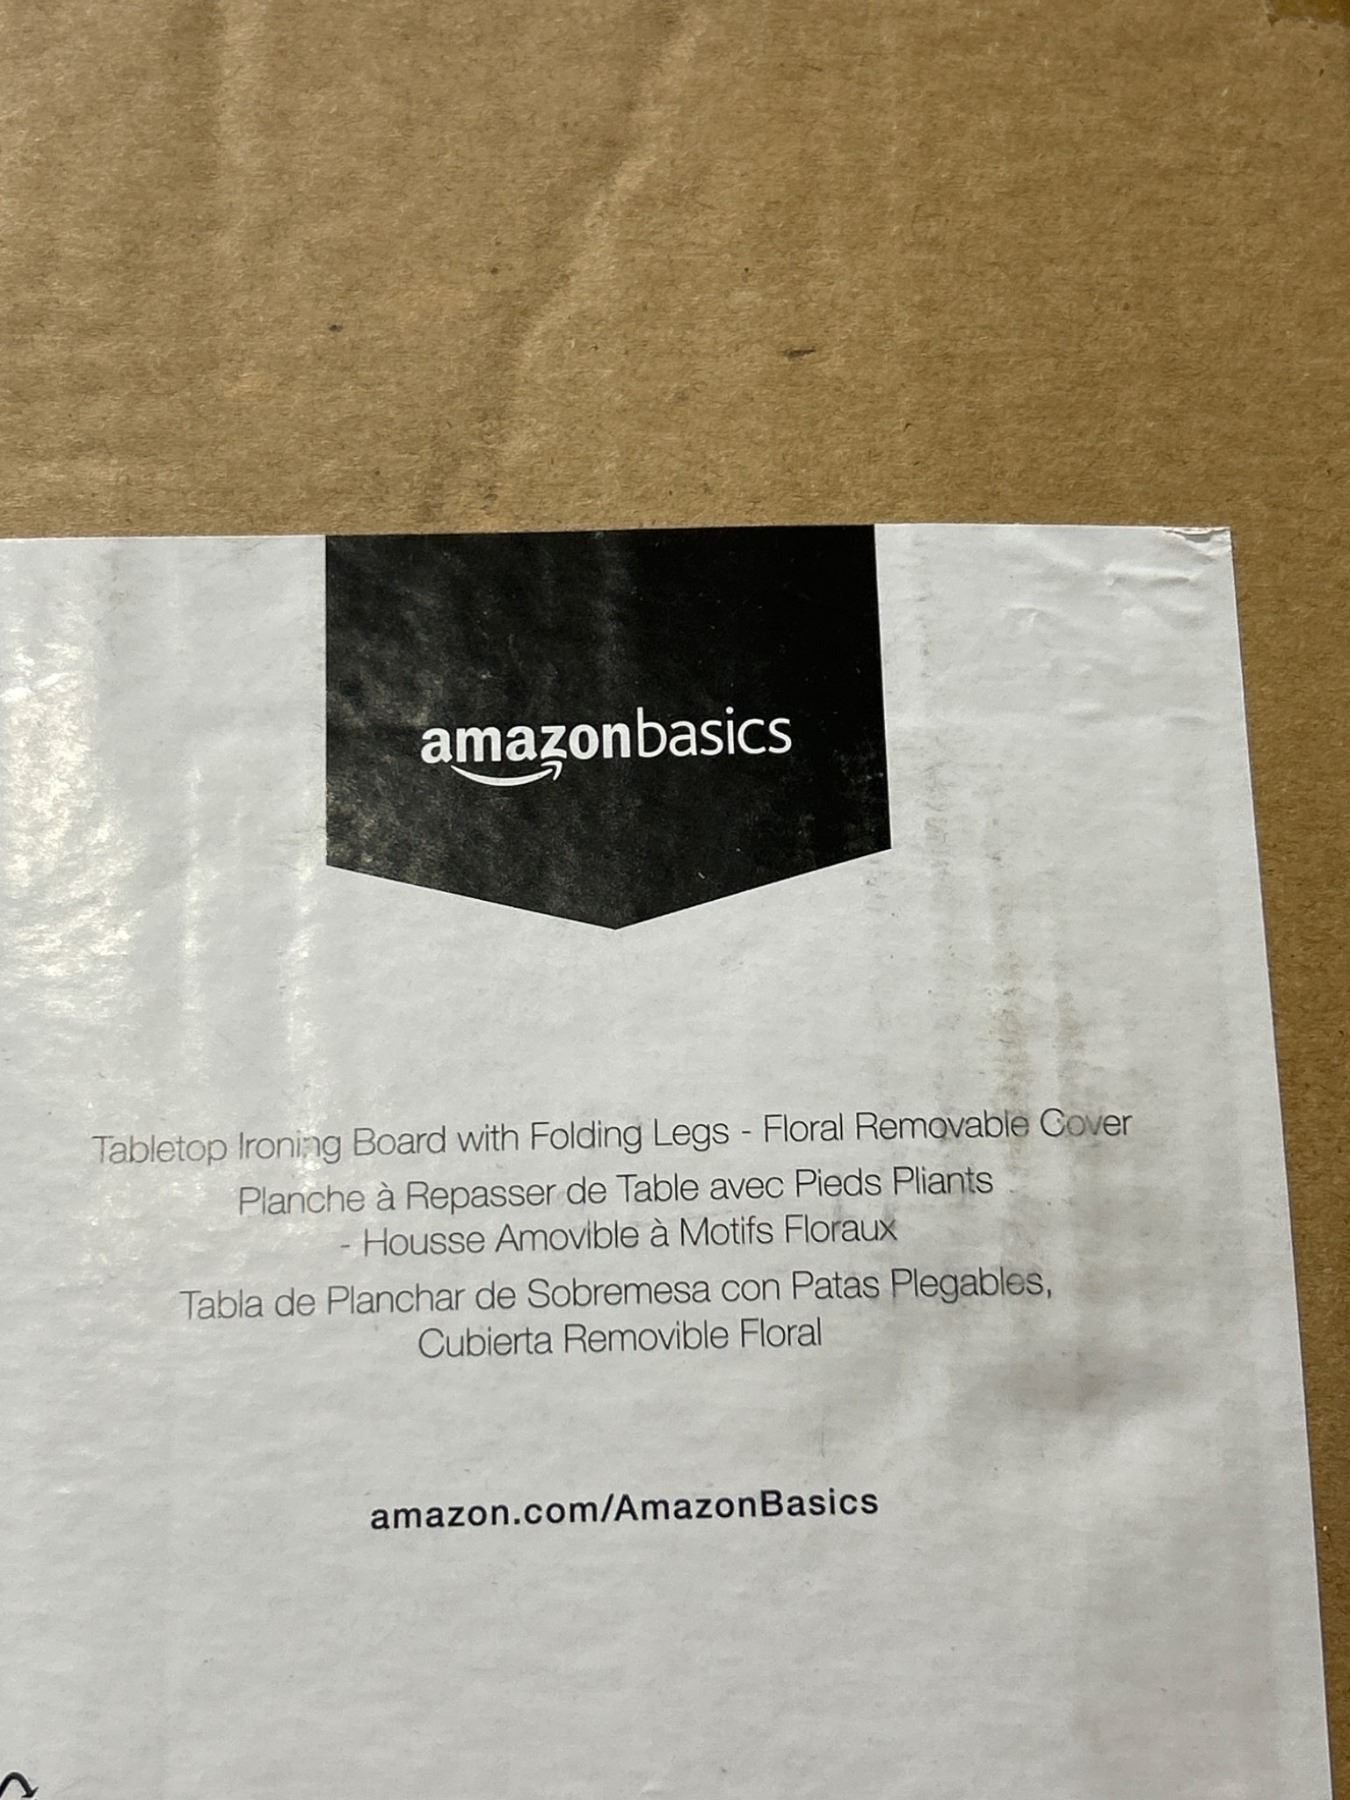 amazonbasics
Tabletop Ironing Board with Folding Legs - Floral Removable Cover
Planche à Repasser de Table avec Pieds Pliants
- Housse Amovible à Motifs Floraux
Tabla de Planchar de Sobremesa con Patas Plegables,
Cubierta Removible Floral
amazon.com/AmazonBasics